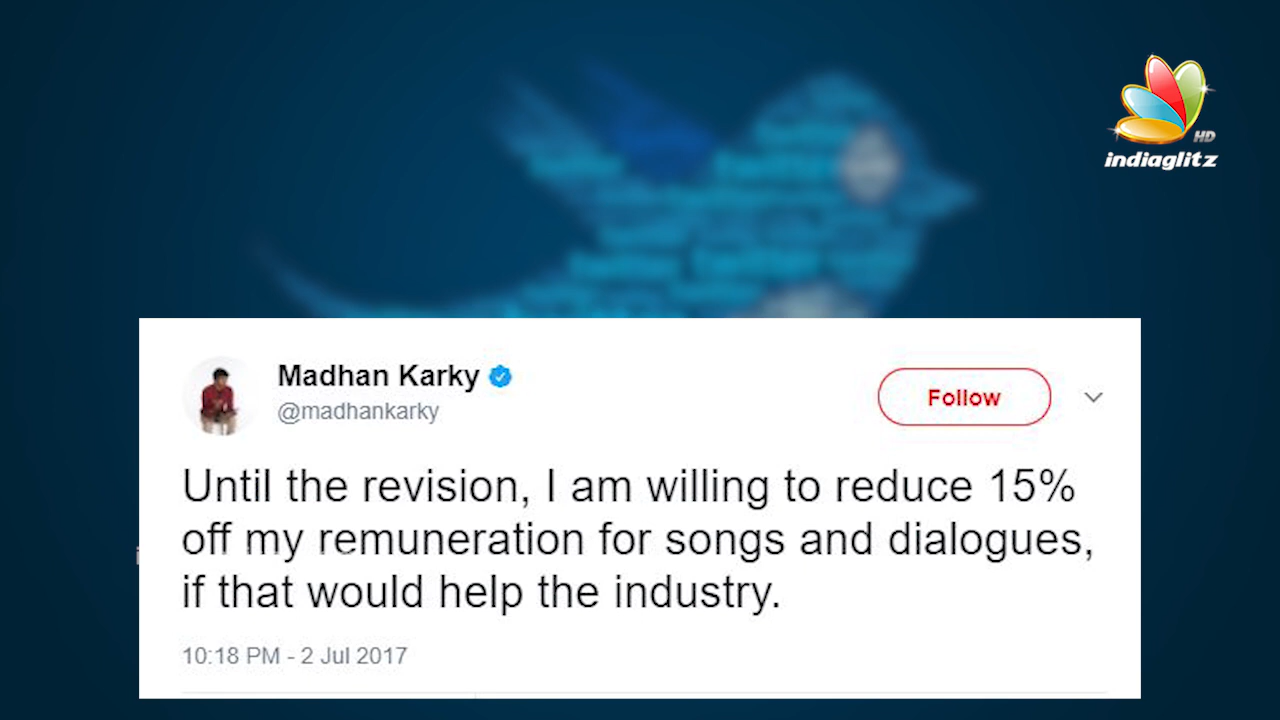 HD
indiaglitz
Madhan Karky
@madhankarky
Follow
Until the revision, I am willing to reduce 15%
off my remuneration for songs and dialogues,
if that would help the industry.
10:18 PM - 2 Jul 2017